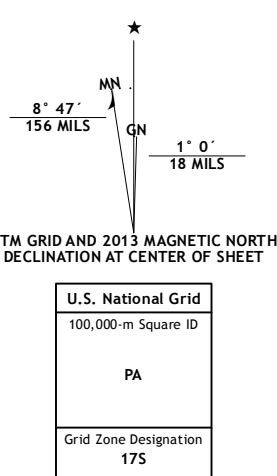 MN
8° 47´
156 MILS
GN
1° 0´
18 MILS
TM GRID AND 2013 MAGNETIC NORTH
DECLINATION AT CENTER OF SHEET
U.S. National Grid
100,000-m Square ID
PA
Grid Zone Designation
17S